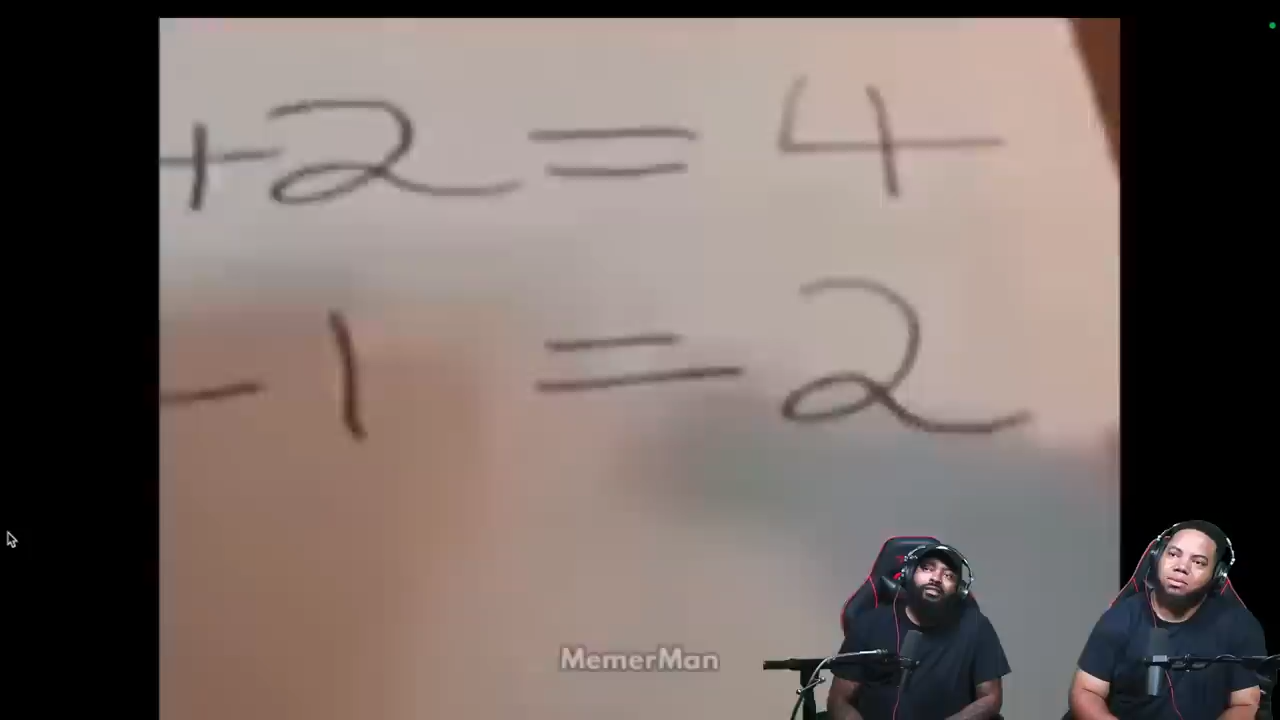 +2 = 4
- 1 = 2
MemerMan